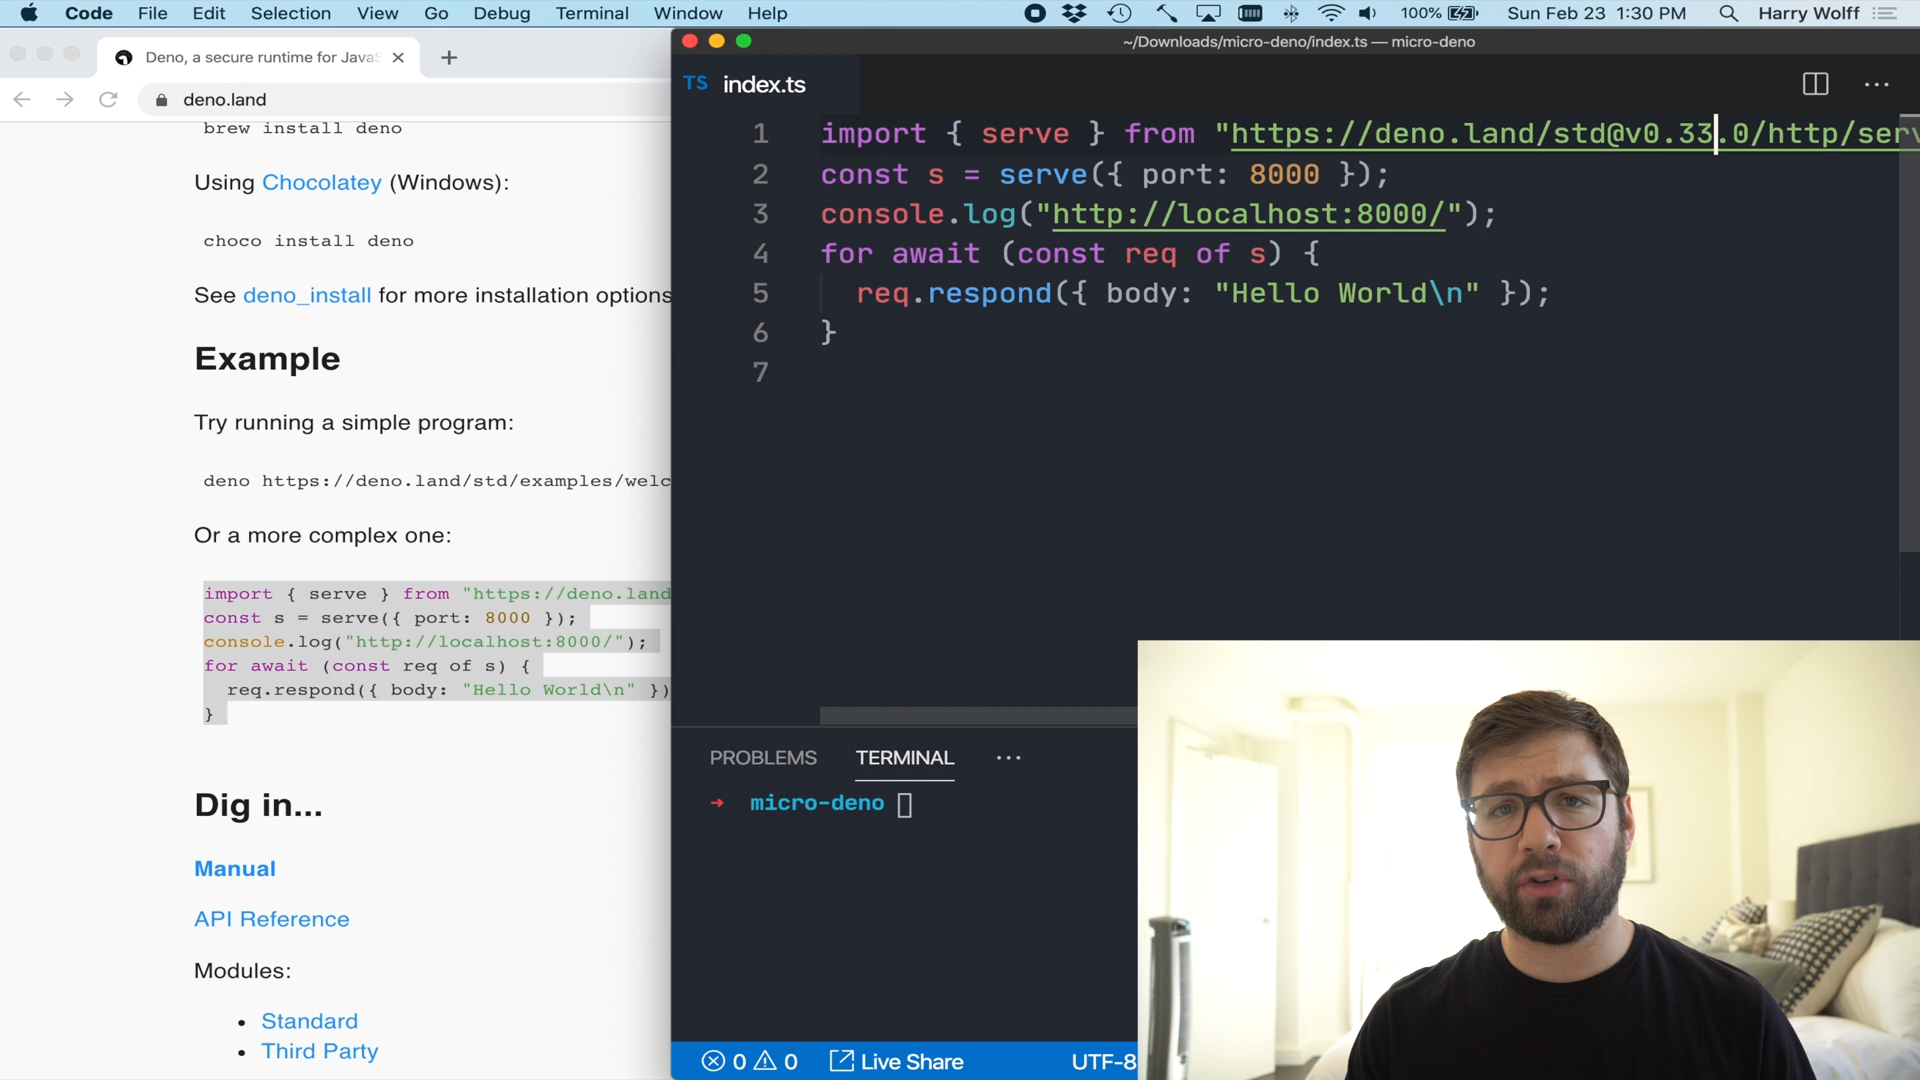 Code File Edit Selection View Go Debug Terminal Window Help
100% Sun Feb 23 1:30 PM Harry Wolff
Deno, a secure runtime for Java
deno.land
brew install deno
Using Chocolatey (Windows):
choco install deno
See deno_install for more installation options
Example
Try running a simple program:
deno https://deno.land/std/examples/welc
Or a more complex one:
import { serve } from "https://deno.land
const s = serve({ port: 8000 });
console.log("http://localhost:8000/");
for await (const req of s) {
req.respond({ body: "Hello World\n" })
}
Dig in...
Manual
API Reference
Modules:
• Standard
• Third Party
~/Downloads/micro-deno/index.ts — micro-deno
TS index.ts
1 import { serve } from "https://deno.land/std@v0.33.0/http/serv
2 const s = serve({ port: 8000 });
3 console.log("http://localhost:8000/");
4 for await (const req of s) {
5 req.respond({ body: "Hello World\n" });
6 }
7
PROBLEMS TERMINAL ...
➜ micro-deno
0 0 Live Share UTF-8